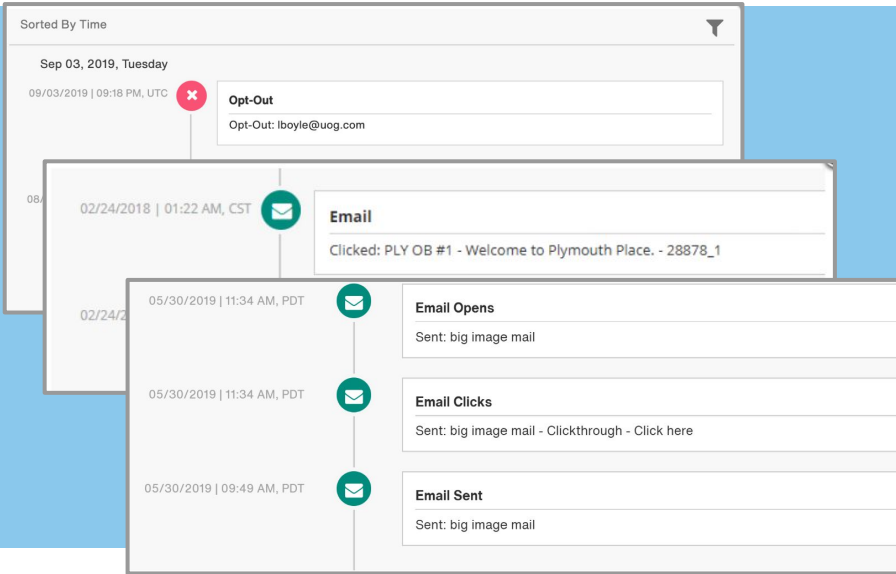 Sorted By Time
Sep 03, 2019, Tuesday
09/03/2019 | 09:18 PM, UTC
Opt-Out
Opt-Out: lboyle@uog.com
08/
02/24/2018 | 01:22 AM, CST
Email
Clicked: PLY OB #1 - Welcome to Plymouth Place. - 28878_1
02/24/2
05/30/2019 | 11:34 AM, PDT
Email Opens
Sent: big image mail
05/30/2019 | 11:34 AM, PDT
Email Clicks
Sent: big image mail - Clickthrough - Click here
05/30/2019 | 09:49 AM, PDT
Email Sent
Sent: big image mail